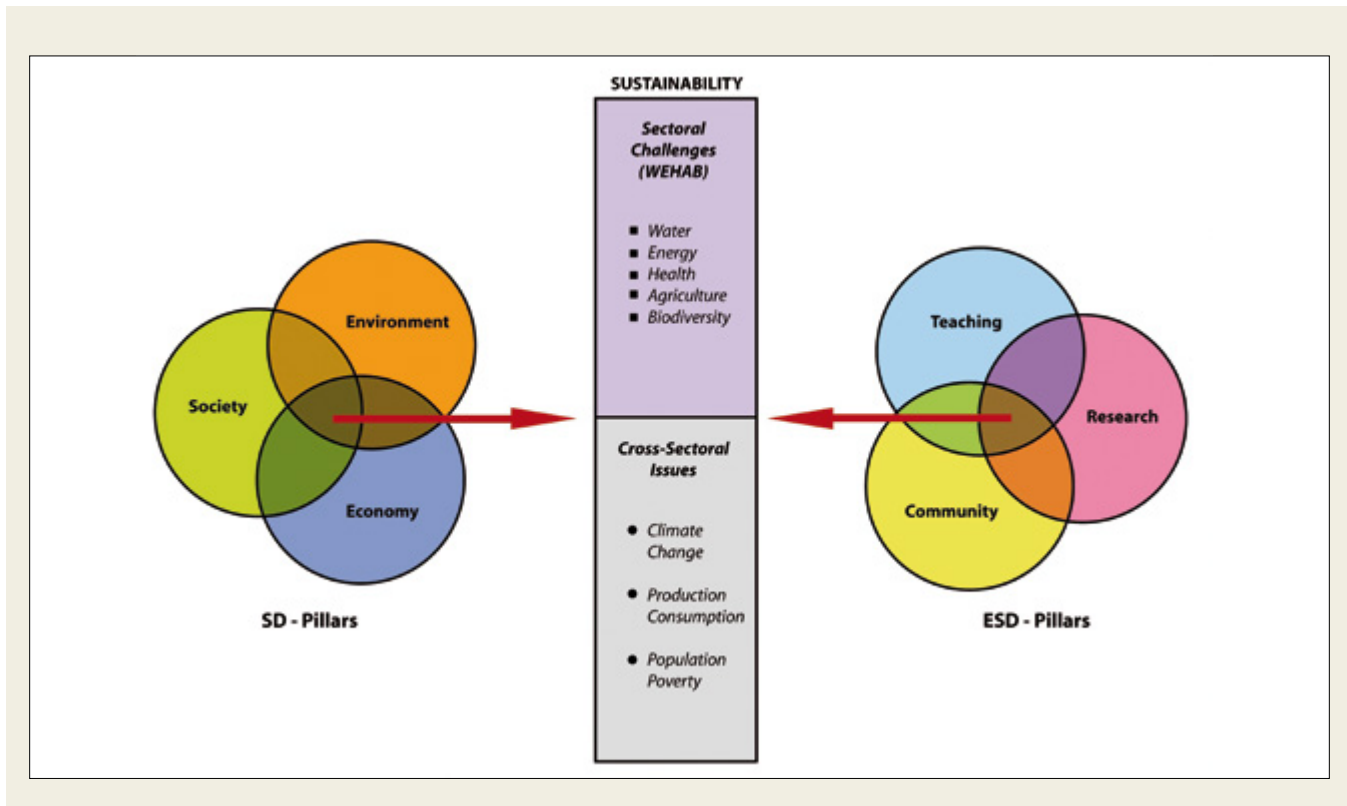 SUSTAINABILITY
Sectoral
Challenges
(WEHAB)
■ Water
■ Energy
■ Health
■ Agriculture
■ Biodiversity
Cross-Sectoral
Issues
● Climate
Change
● Production
Consumption
● Population
Poverty
Environment
Society
Economy
SD - Pillars
Teaching
Research
Community
ESD - Pillars